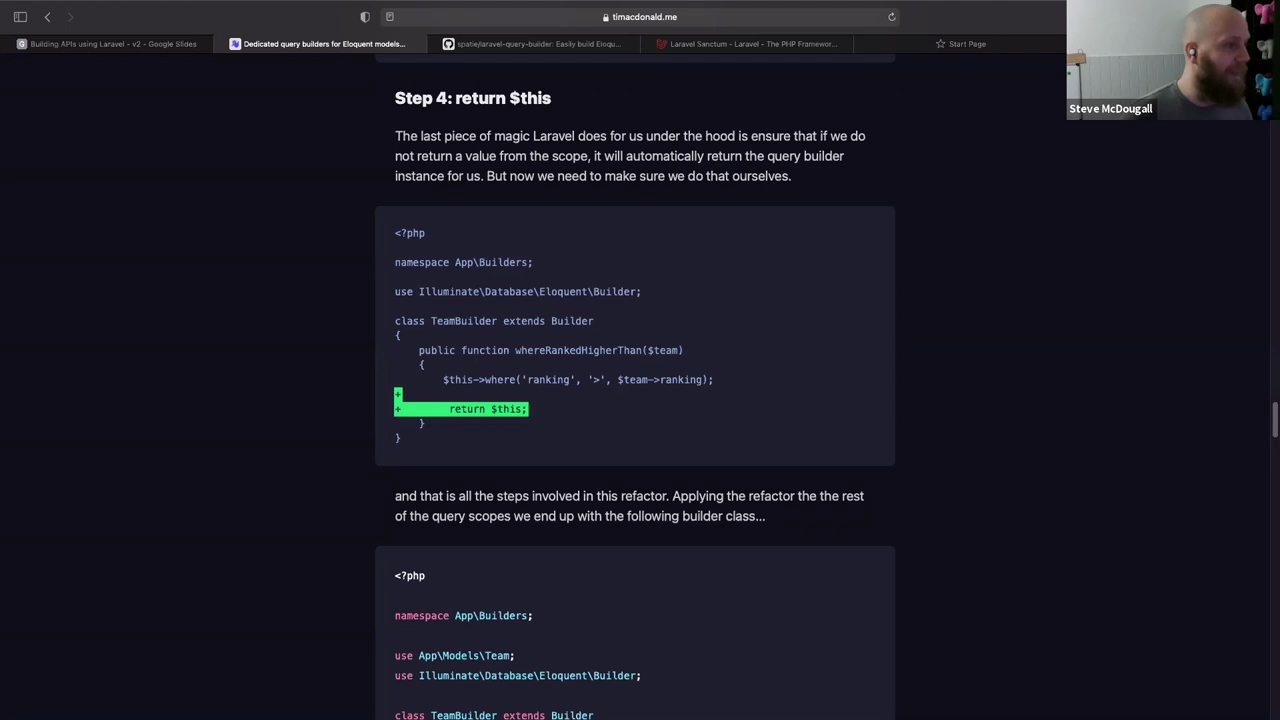 timacdonald.me
Building APIs using Laravel - v2 - Google Slides
Dedicated query builders for Eloquent models...
spatie/laravel-query-builder: Easily build Eloqu...
Laravel Sanctum - Laravel - The PHP Framewor...
Start Page
Steve McDougall
Step 4: return $this
The last piece of magic Laravel does for us under the hood is ensure that if we do
not return a value from the scope, it will automatically return the query builder
instance for us. But now we need to make sure we do that ourselves.
<?php
namespace App\Builders;
use Illuminate\Database\Eloquent\Builder;
class TeamBuilder extends Builder
{
public function whereRankedHigherThan($team)
{
$this->where('ranking', '>', $team->ranking);
+
+ return $this;
}
}
and that is all the steps involved in this refactor. Applying the refactor the the rest
of the query scopes we end up with the following builder class...
<?php
namespace App\Builders;
use App\Models\Team;
use Illuminate\Database\Eloquent\Builder;
class TeamBuilder extends Builder